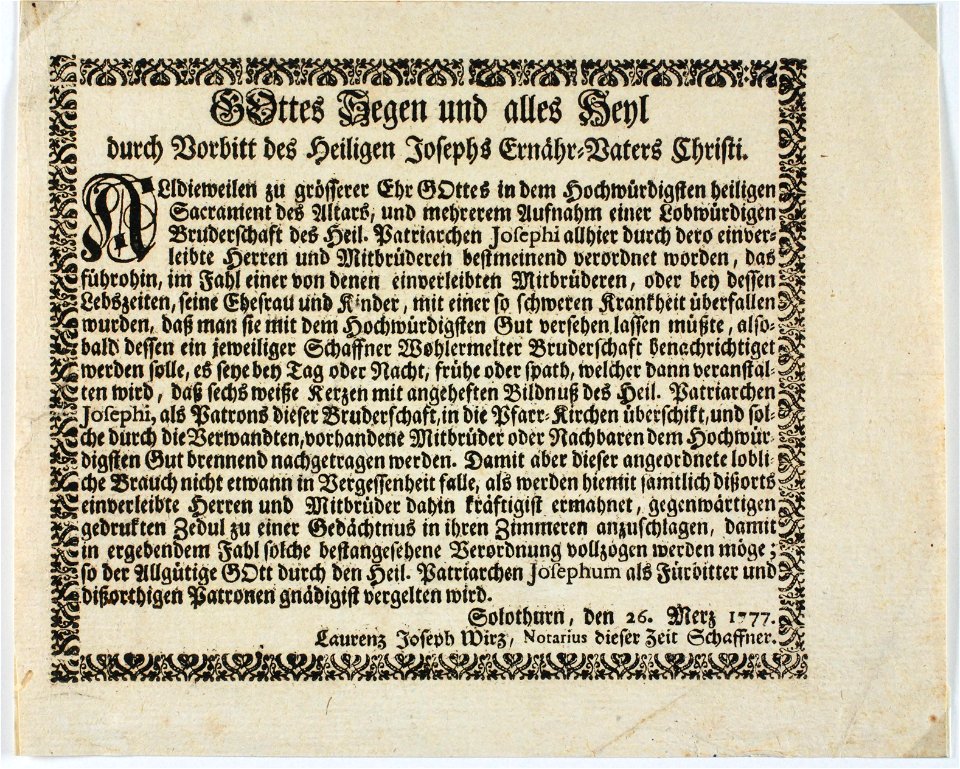 GOttes Segen und alles Heyl
durch Vorbitt des Heiligen Josephs Ernähr-Vaters Christi.
ALldieweilen zu grösserer Ehr GOttes in dem Hochwürdigsten heiligen
Sacrament des Altars, und mehrerem Aufnahm einer Lobwürdigen
Bruderschaft des Heil. Patriarchen Josephi allhier durch dero einver-
leibte Herren und Mitbrüderen bestmeinend verordnet worden, das
führohin, im Fahl einer von denen einverleibten Mitbrüderen, oder bey dessen
Lebszeiten, seine Ehefrau und Kinder, mit einer so schweren Krankheit überfallen
wurden, daß man sie mit dem Hochwürdigsten Gut versehen lassen müßte, also-
bald dessen ein jeweiliger Schaffner Wohlermelter Bruderschaft benachrichtiget
werden solle, es seye bey Tag oder Nacht, frühe oder spath, welcher dann veranstal-
ten wird, daß sechs weiße Kerzen mit angeheften Bildnuß des Heil. Patriarchen
Josephi, als Patrons dieser Bruderschaft, in die Pfarr-Kirchen überschikt, und sol-
che durch die Verwandten, vorhandene Mitbrüder oder Nachbaren dem Hochwür-
digsten Gut brennend nachgetragen werden. Damit aber dieser angeordnete lobli-
che Brauch nicht etwann in Vergessenheit falle, als werden hiemit sämtlich dißorts
einverleibte Herren und Mitbrüder dahin kräftigist ermahnet, gegenwärtigen
gedrukten Zedul zu einer Gedächtnus in ihren Zimmeren anzuschlagen, damit
in ergebendem Fahl solche bestangesehene Verordnung vollzogen werden möge;
so der Allgütige GOtt durch den Heil. Patriarchen Josephum als Fürbitter und
dißorthigen Patronen gnädigist vergelten wird.
Solothurn, den 26. Merz 1777.
Laurenz Joseph Wirz, Notarius dieser Zeit Schaffner.